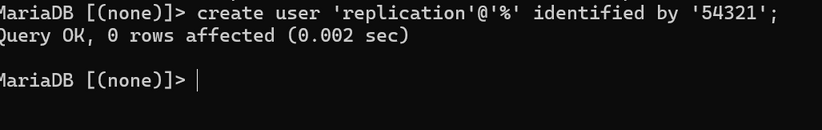 MariaDB [(none)]> create user 'replication'@'%' identified by '54321';
Query OK, 0 rows affected (0.002 sec)
MariaDB [(none)]>